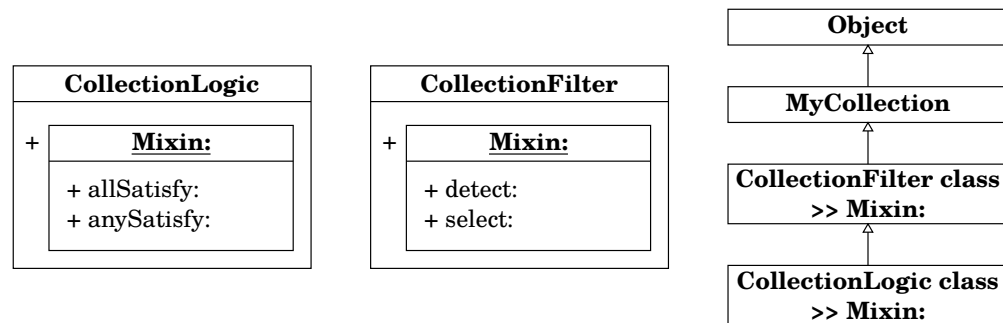 CollectionLogic
+
Mixin:
+ allSatisfy:
+ anySatisfy:
CollectionFilter
+
Mixin:
+ detect:
+ select:
Object
MyCollection
CollectionFilter class
>> Mixin:
CollectionLogic class
>> Mixin: